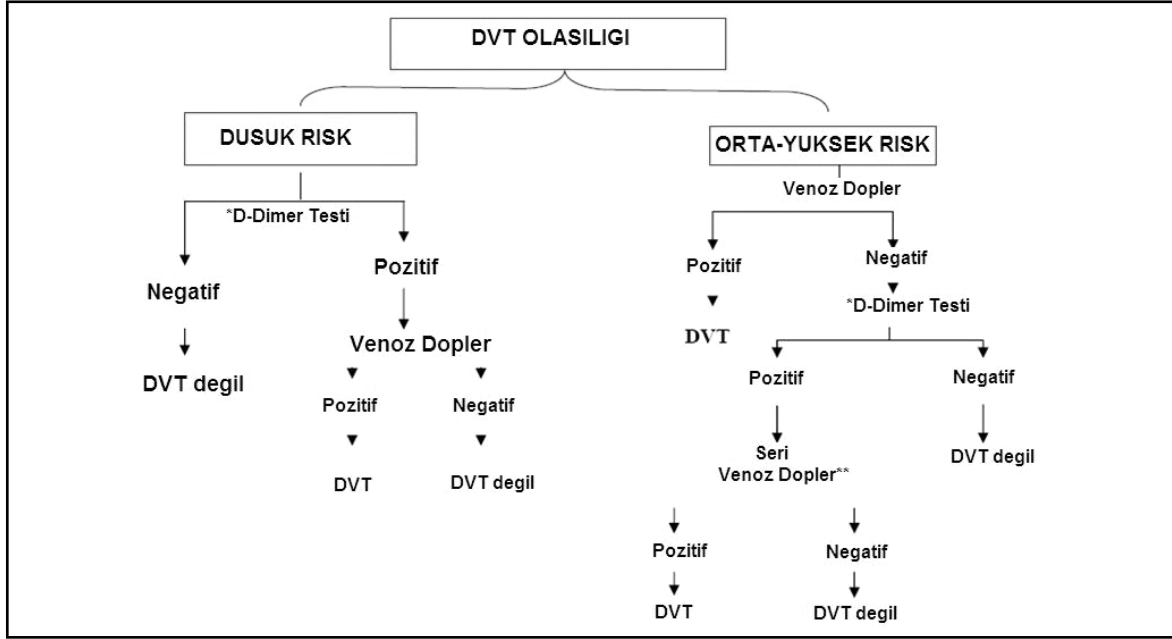 DVT OLASILIGI
DUSUK RISK
*D-Dimer Testi
Negatif
DVT degil
Pozitif
Venoz Dopler
Pozitif
DVT
Negatif
DVT degil
ORTA-YUKSEK RISK
Venoz Dopler
Pozitif
DVT
Negatif
*D-Dimer Testi
Pozitif
Seri
Venoz Dopler**
Pozitif
DVT
Negatif
DVT degil
Negatif
DVT degil